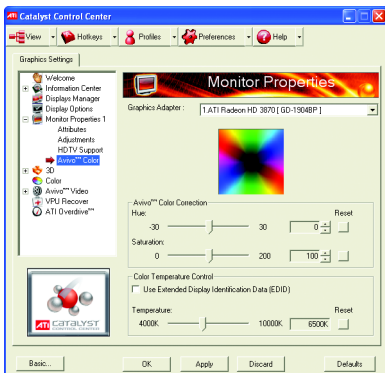 ATI Catalyst Control Center
View Hotkeys Profiles Preferences Help
Graphics Settings
Welcome
Information Center
Displays Manager
Display Options
Monitor Properties 1
Attributes
Adjustments
HDTV Support
Avivo™ Color
3D
Color
Avivo™ Video
VPU Recover
ATI Overdrive™
ATI CATALYST
CONTROL CENTER
Monitor Properties
Graphics Adapter : 1.ATI Radeon HD 3870 [ GD-1904BP ]
Avivo™ Color Correction
Hue: Reset
-30 30 0
Saturation:
0 200 100
Color Temperature Control
Use Extended Display Identification Data (EDID)
Temperature: Reset
4000K 10000K 6500K
Basic... OK Apply Discard Defaults